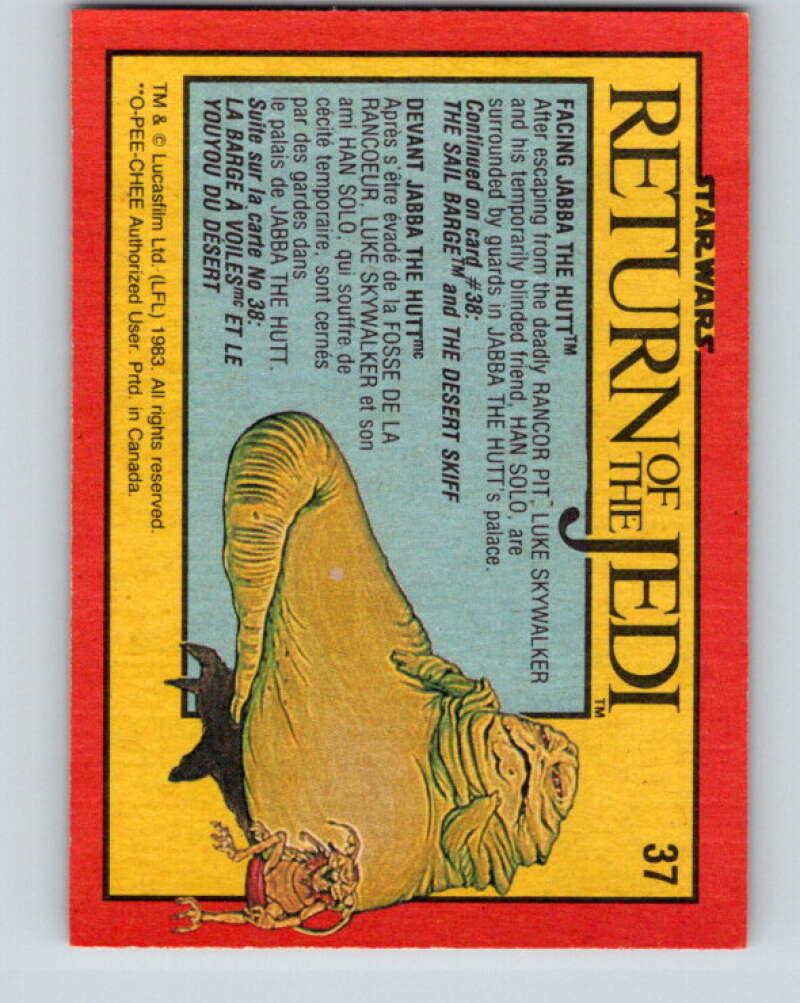 STAR WARS
RETURN OF THE JEDI™
37
FACING JABBA THE HUTT™
After escaping from the deadly RANCOR PIT,™ LUKE SKYWALKER
and his temporarily blinded friend, HAN SOLO, are
surrounded by guards in JABBA THE HUTT's palace.
Continued on card #38:
THE SAIL BARGE™ and THE DESERT SKIFF
DEVANT JABBA THE HUTTmc
Après s'être évadé de la FOSSE DE LA
RANCOEUR, LUKE SKYWALKER et son
ami HAN SOLO, qui souffre de
cécité temporaire, sont cernés
par des gardes dans
le palais de JABBA THE HUTT.
Suite sur la carte No 38:
LA BARGE À VOILESmc ET LE
YOUYOU DU DESERT
TM & © Lucasfilm Ltd. (LFL) 1983. All rights reserved.
**O-PEE-CHEE Authorized User. Prtd. in Canada.